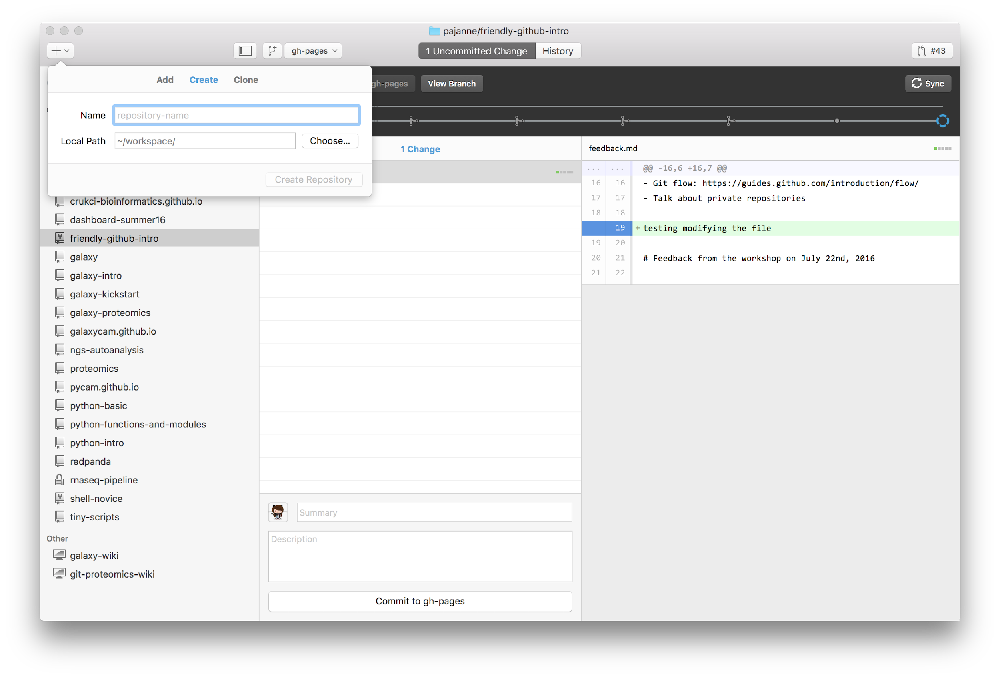 pajanne/friendly-github-intro
gh-pages
1 Uncommitted Change
History
#43
Add
Create
Clone
gh-pages
View Branch
Sync
Name
repository-name
Local Path
~/workspace/
Choose...
Create Repository
crukci-bioinformatics.github.io
dashboard-summer16
friendly-github-intro
galaxy
galaxy-intro
galaxy-kickstart
galaxy-proteomics
galaxycam.github.io
ngs-autoanalysis
proteomics
pycam.github.io
python-basic
python-functions-and-modules
python-intro
redpanda
rnaseq-pipeline
shell-novice
tiny-scripts
Other
galaxy-wiki
git-proteomics-wiki
1 Change
Summary
Description
Commit to gh-pages
feedback.md
... ... @@ -16,6 +16,7 @@
16 16 - Git flow: https://guides.github.com/introduction/flow/
17 17 - Talk about private repositories
18 18
19 + testing modifying the file
19 20
20 21 # Feedback from the workshop on July 22nd, 2016
21 22